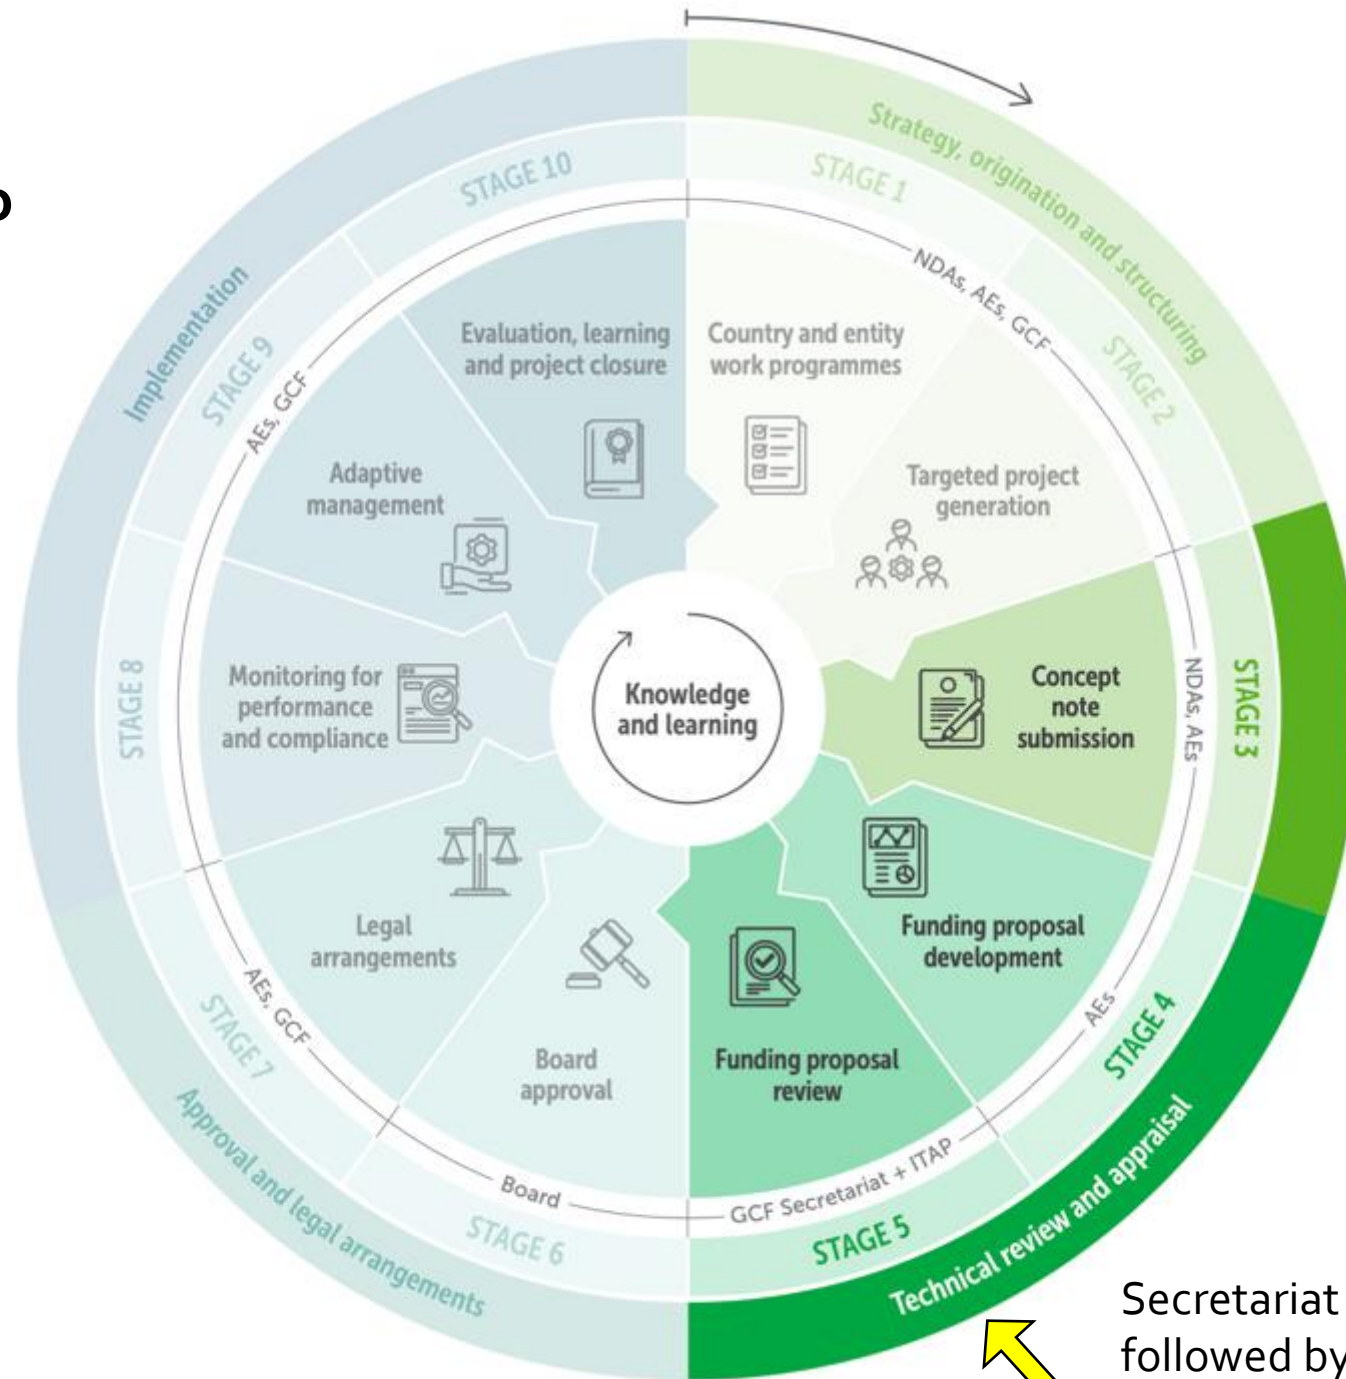 Strategy, origination and structuring
STAGE 1
STAGE 2
NDAs, AEs, GCF
Country and entity
work programmes
Targeted project
generation
STAGE 3
NDAs, AEs
Concept
note
submission
Technical review and appraisal
STAGE 4
AEs
Funding proposal
development
STAGE 5
GCF Secretariat + ITAP
Funding proposal
review
Approval and legal arrangements
STAGE 6
Board
Board
approval
STAGE 7
AEs, GCF
Legal
arrangements
Implementation
STAGE 8
Monitoring for
performance
and compliance
STAGE 9
AEs, GCF
Adaptive
management
STAGE 10
Evaluation, learning
and project closure
Knowledge
and learning
Secretariat
followed by